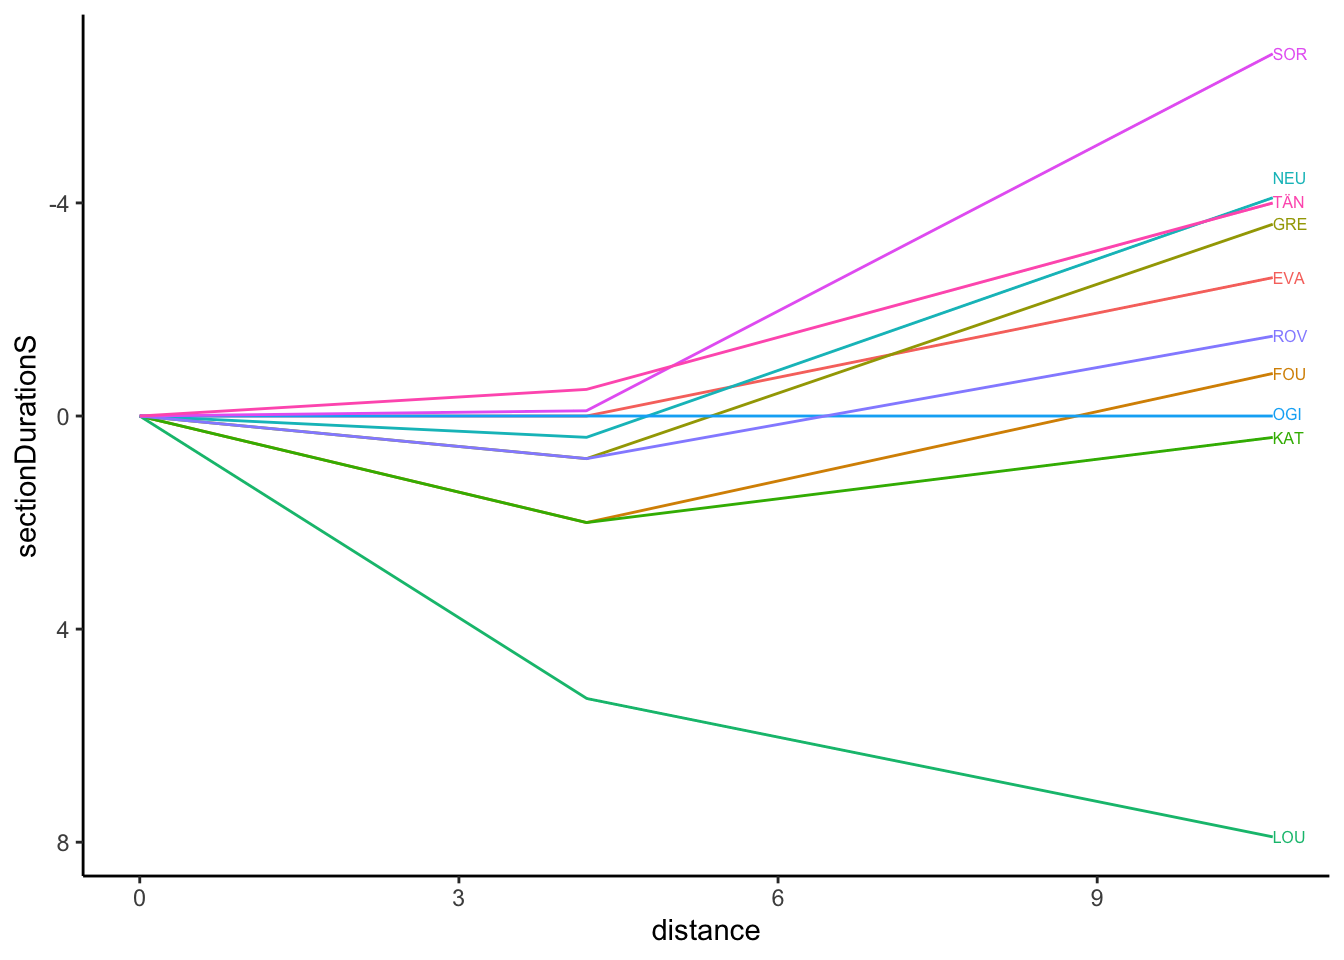 SOR
NEU
-4
TÄN
GRE
EVA
ROV
FOU
0
OGI
KAT
sectionDurationS
4
8
LOU
0 3 6 9
distance